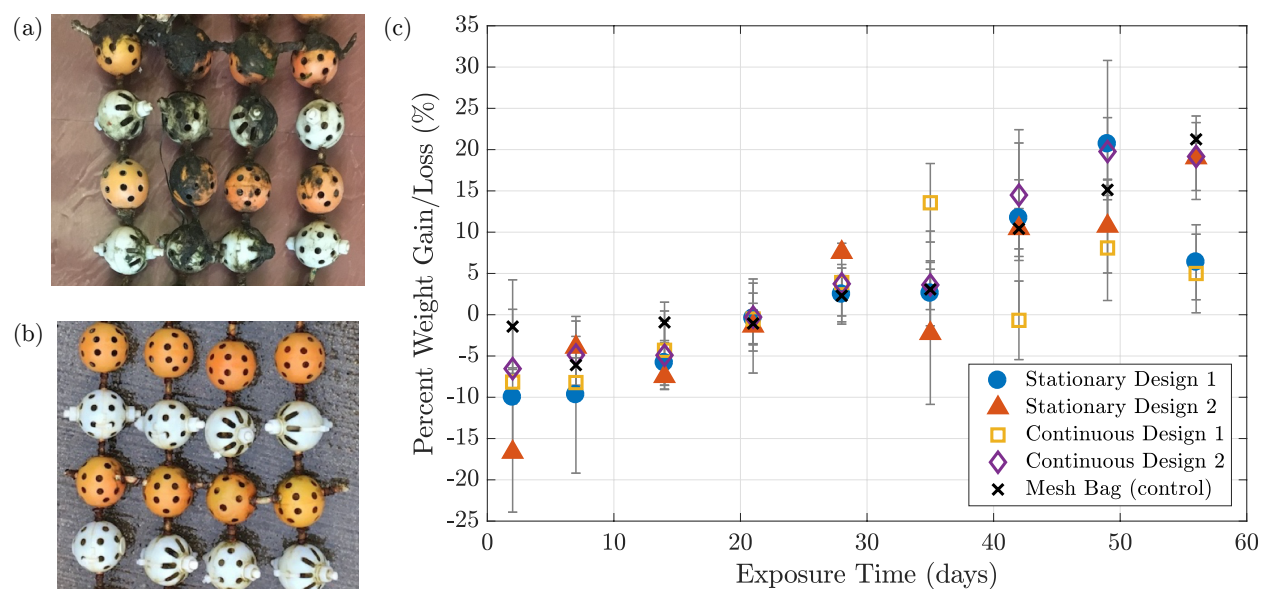 (a)
(b)
(c)
Percent Weight Gain/Loss (%)
35
30
25
20
15
10
5
0
-5
-10
-15
-20
-25
0 10 20 30 40 50 60
Exposure Time (days)
Stationary Design 1
Stationary Design 2
Continuous Design 1
Continuous Design 2
Mesh Bag (control)